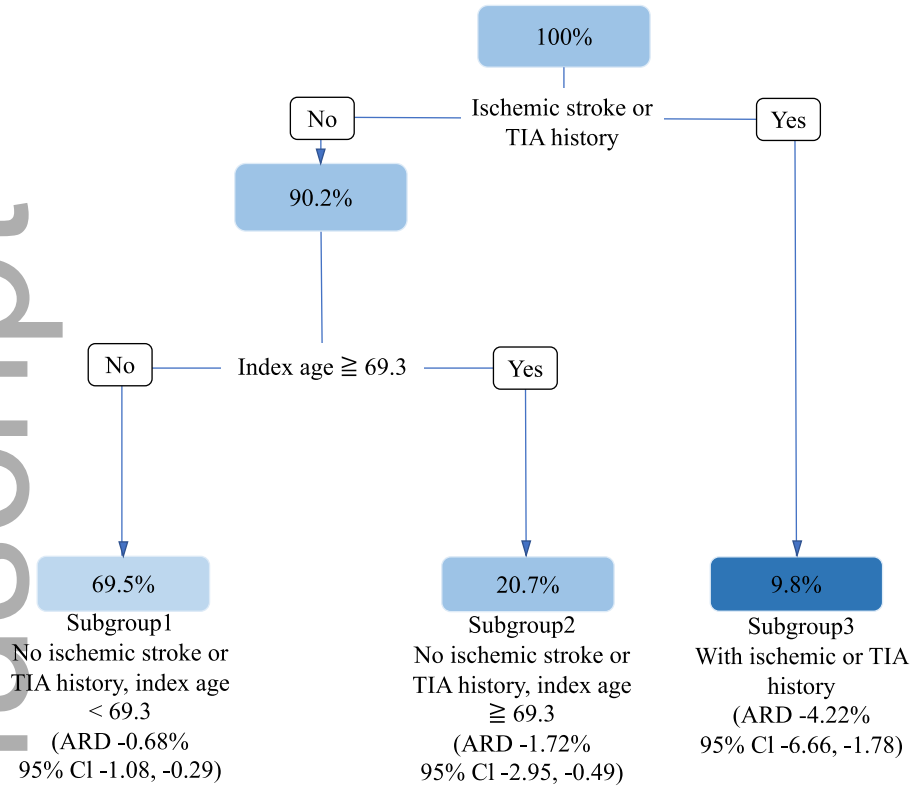 100%
Ischemic stroke or
TIA history
No
Yes
90.2%
Index age ≧ 69.3
No
Yes
69.5%
Subgroup1
No ischemic stroke or
TIA history, index age
< 69.3
(ARD -0.68%
95% Cl -1.08, -0.29)
20.7%
Subgroup2
No ischemic stroke or
TIA history, index age
≧ 69.3
(ARD -1.72%
95% Cl -2.95, -0.49)
9.8%
Subgroup3
With ischemic or TIA
history
(ARD -4.22%
95% Cl -6.66, -1.78)